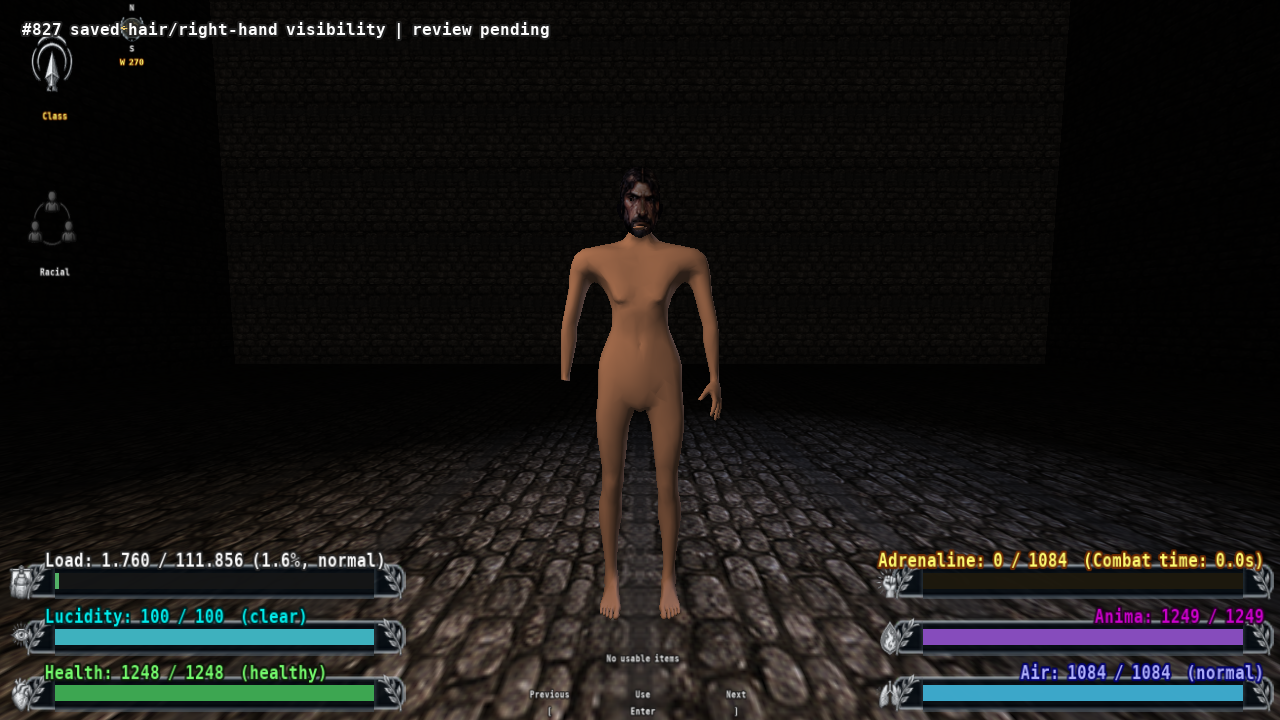 #827 saved-hair/right-hand visibility | review pending
N
S
W 270
Class
Racial
Load: 1.760 / 111.856 (1.6%, normal)
Adrenaline: 0 / 1084 (Combat time: 0.0s)
Lucidity: 100 / 100 (clear)
Anima: 1249 / 1249
No usable items
Health: 1248 / 1248 (healthy)
Air: 1084 / 1084 (normal)
Previous Use Next
[ Enter ]